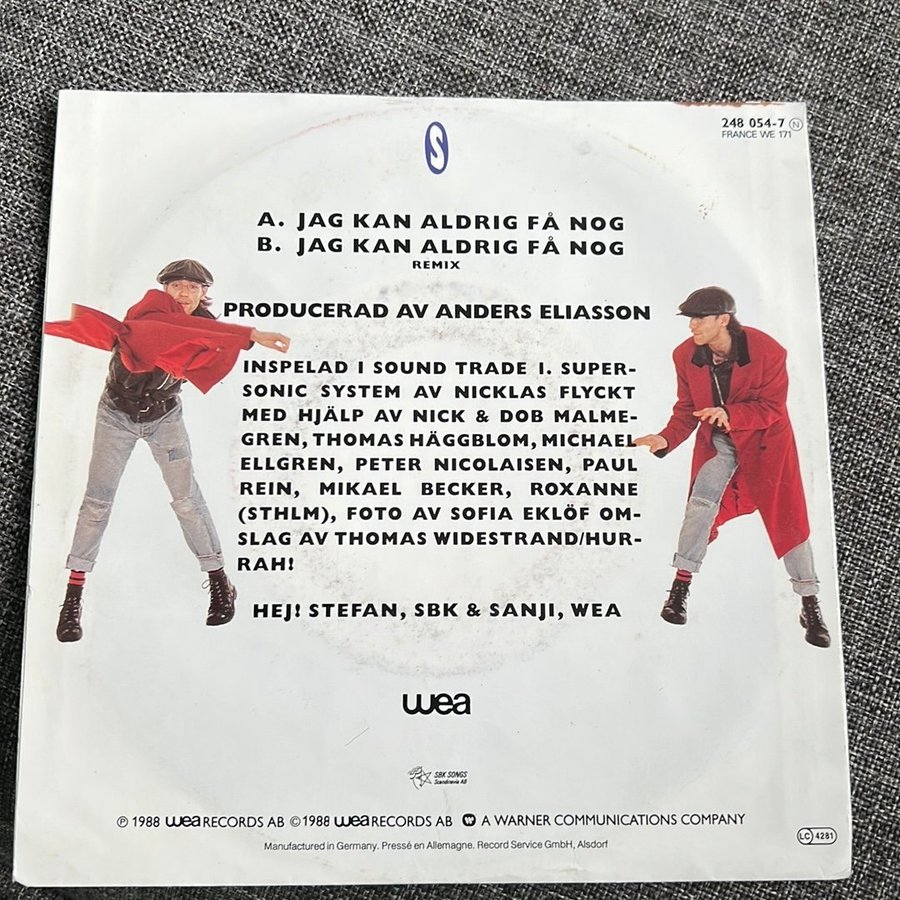 S
248 054-7 N
FRANCE WE 171
A. JAG KAN ALDRIG FÅ NOG
B. JAG KAN ALDRIG FÅ NOG
REMIX
PRODUCERAD AV ANDERS ELIASSON
INSPELAD I SOUND TRADE I. SUPER-
SONIC SYSTEM AV NICKLAS FLYCKT
MED HJÄLP AV NICK & DOB MALME-
GREN, THOMAS HÄGGBLOM, MICHAEL
ELLGREN, PETER NICOLAISEN, PAUL
REIN, MIKAEL BECKER, ROXANNE
(STHLM), FOTO AV SOFIA EKLÖF OM-
SLAG AV THOMAS WIDESTRAND/HUR-
RAH!
HEJ! STEFAN, SBK & SANJI, WEA
wea
SBK SONGS
Scandinavia AB
℗ 1988 wea RECORDS AB © 1988 wea RECORDS AB W A WARNER COMMUNICATIONS COMPANY
Manufactured in Germany. Pressé en Allemagne. Record Service GmbH, Alsdorf
LC 4281